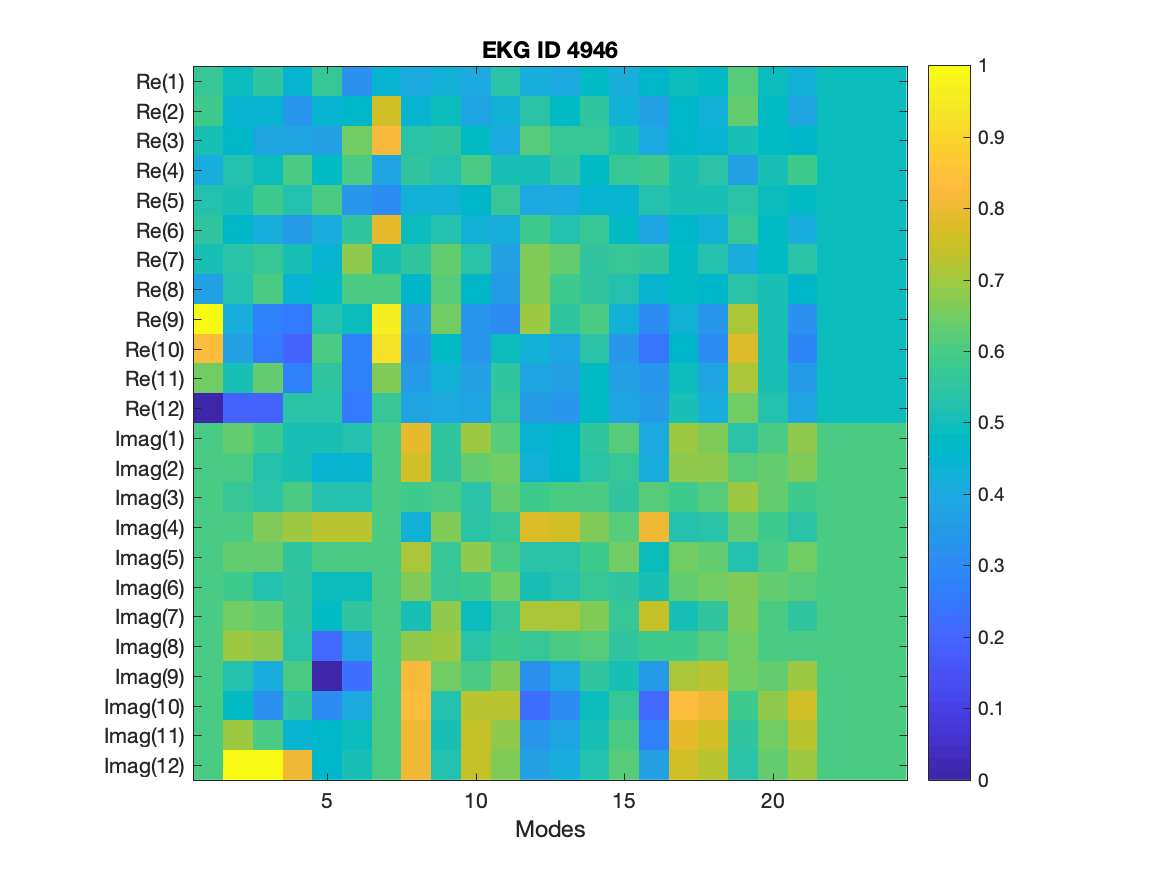 EKG ID 4946
Re(1)
Re(2)
Re(3)
Re(4)
Re(5)
Re(6)
Re(7)
Re(8)
Re(9)
Re(10)
Re(11)
Re(12)
Imag(1)
Imag(2)
Imag(3)
Imag(4)
Imag(5)
Imag(6)
Imag(7)
Imag(8)
Imag(9)
Imag(10)
Imag(11)
Imag(12)
5 10 15 20
Modes
1
0.9
0.8
0.7
0.6
0.5
0.4
0.3
0.2
0.1
0